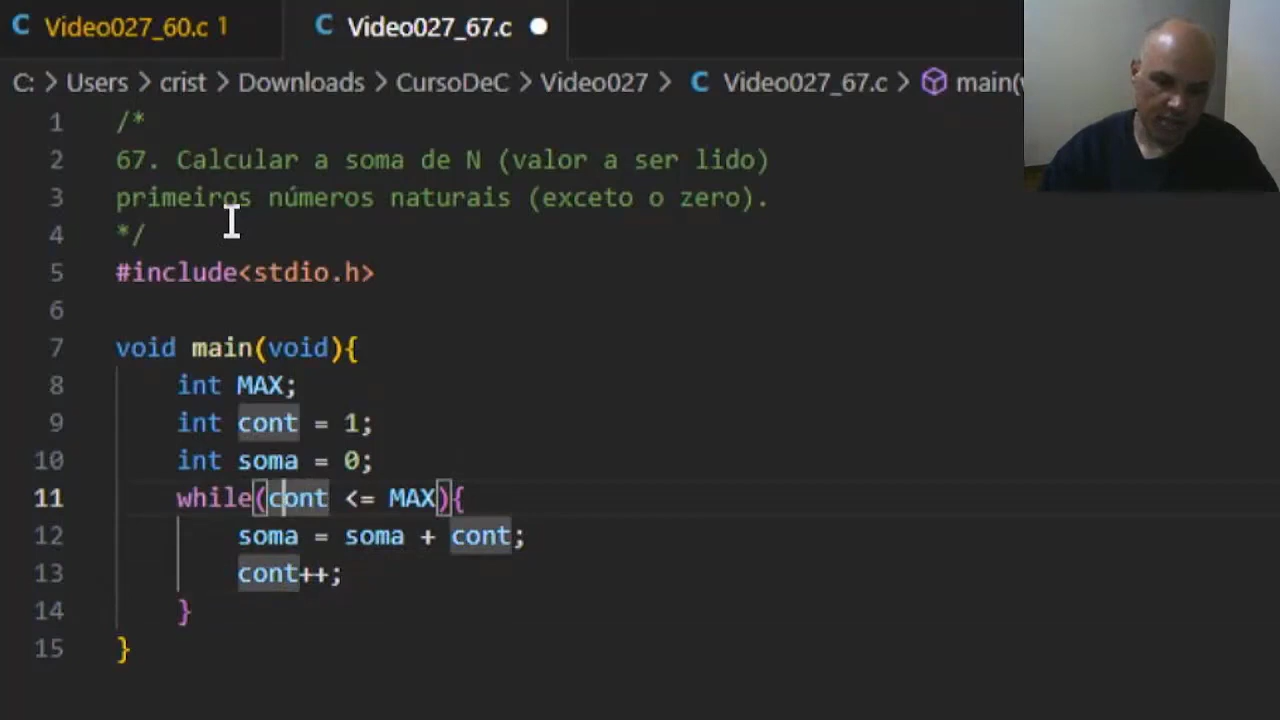 Video027_60.c 1
Video027_67.c
C: > Users > crist > Downloads > CursoDeC > Video027 > C Video027_67.c > main(v
1 /*
2 67. Calcular a soma de N (valor a ser lido)
3 primeiros números naturais (exceto o zero).
4 */
5 #include<stdio.h>
6
7 void main(void){
8 int MAX;
9 int cont = 1;
10 int soma = 0;
11 while(cont <= MAX){
12 soma = soma + cont;
13 cont++;
14 }
15 }